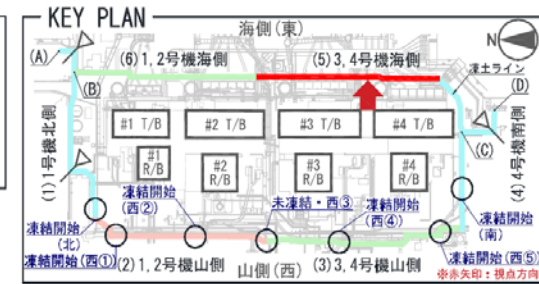 KEY PLAN
海側(東)
N
(A)
(6)1,2号機海側
(5)3,4号機海側
凍土ライン
(B)
(D)
#1 T/B
#2 T/B
#3 T/B
#4 T/B
(C)
(1)1号機北側
#1
R/B
#2
R/B
#3
R/B
#4
R/B
(4)4号機南側
凍結開始
(西②)
未凍結・西③
凍結開始
(西④)
凍結開始
(北)
凍結開始
(南)
凍結開始(西①)
(2)1,2号機山側
山側(西)
(3)3,4号機山側
凍結開始(西⑤)
※赤矢印:視点方向